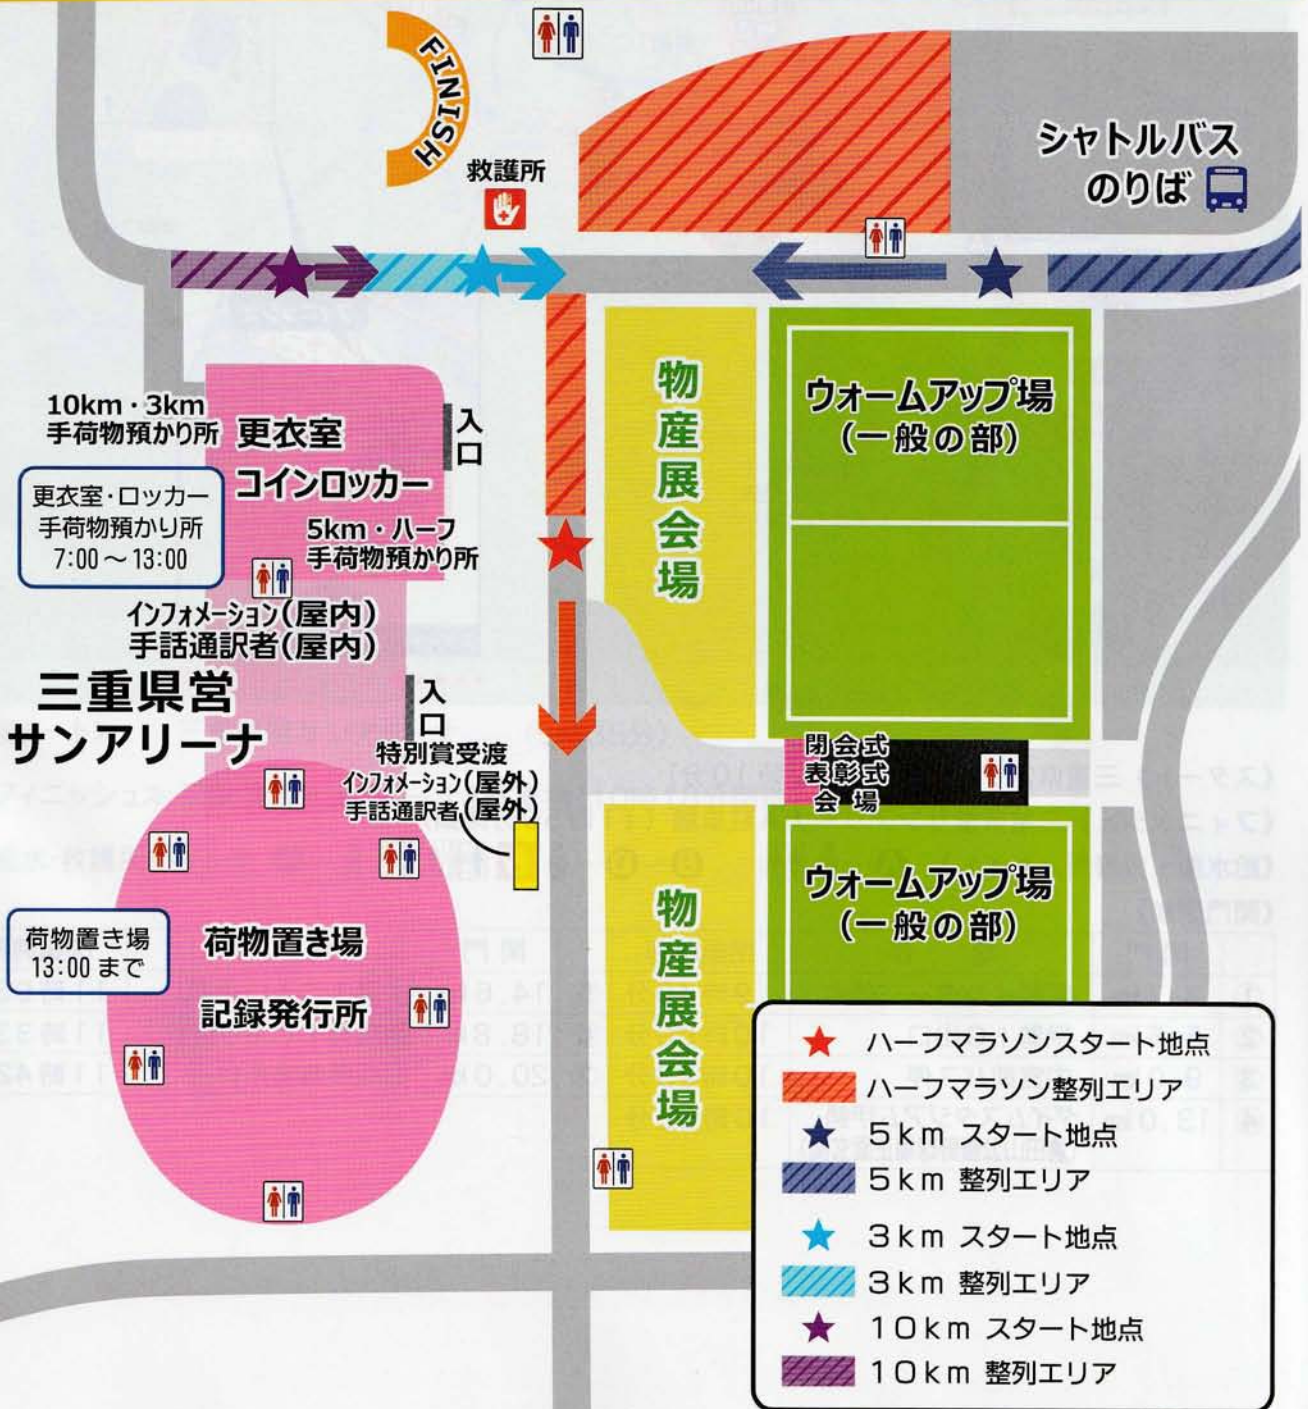 FINISH
救護所
シャトルバス
のりば
10km・3km
手荷物預かり所
更衣室
コインロッカー
入口
更衣室・ロッカー
手荷物預かり所
7:00～13:00
5km・ハーフ
手荷物預かり所
インフォメーション(屋内)
手話通訳者(屋内)
三重県営
サンアリーナ
入口
特別賞受渡
インフォメーション(屋外)
手話通訳者(屋外)
物産展会場
ウォームアップ場
(一般の部)
閉会式
表彰式
会場
荷物置き場
13:00 まで
荷物置き場
記録発行所
物産展会場
ウォームアップ場
(一般の部)
ハーフマラソンスタート地点
ハーフマラソン整列エリア
5km スタート地点
5km 整列エリア
3km スタート地点
3km 整列エリア
10km スタート地点
10km 整列エリア